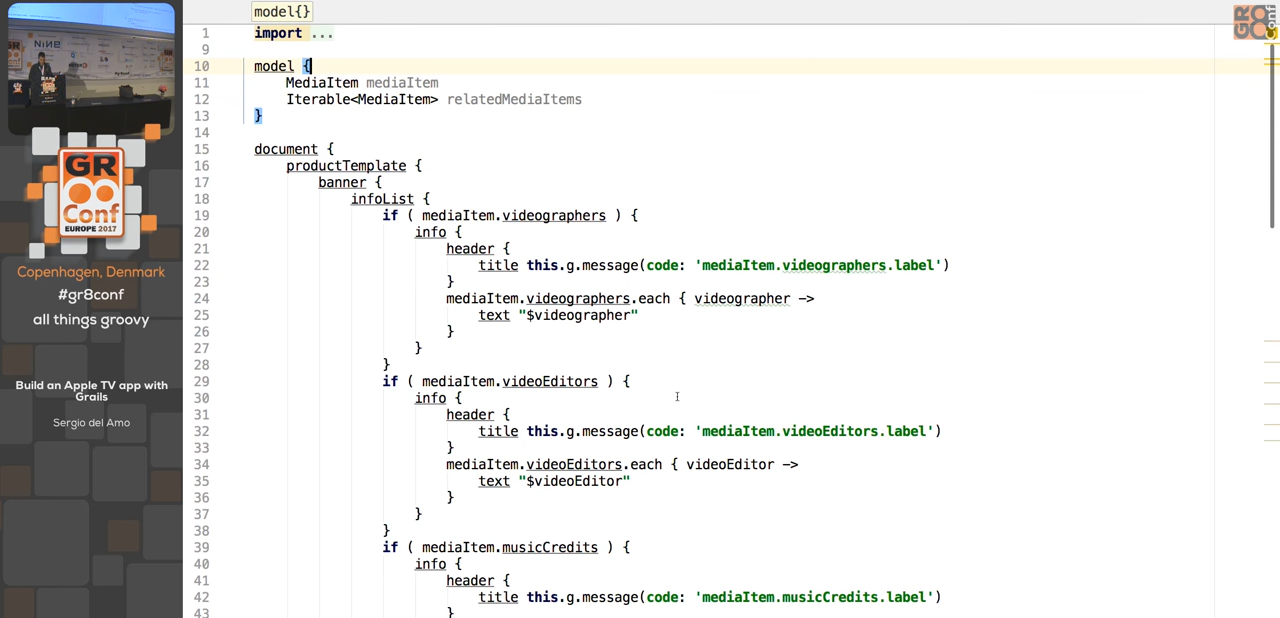 NINE
GR
Conf
EUROPE 2017
Copenhagen, Denmark
#gr8conf
all things groovy
Build an Apple TV app with
Grails
Sergio del Amo
model{}
1 import ...
9
10 model {
11 MediaItem mediaItem
12 Iterable<MediaItem> relatedMediaItems
13 }
14
15 document {
16 productTemplate {
17 banner {
18 infoList {
19 if ( mediaItem.videographers ) {
20 info {
21 header {
22 title this.g.message(code: 'mediaItem.videographers.label')
23 }
24 mediaItem.videographers.each { videographer ->
25 text "$videographer"
26 }
27 }
28 }
29 if ( mediaItem.videoEditors ) {
30 info {
31 header {
32 title this.g.message(code: 'mediaItem.videoEditors.label')
33 }
34 mediaItem.videoEditors.each { videoEditor ->
35 text "$videoEditor"
36 }
37 }
38 }
39 if ( mediaItem.musicCredits ) {
40 info {
41 header {
42 title this.g.message(code: 'mediaItem.musicCredits.label')
43 }
GR
Conf